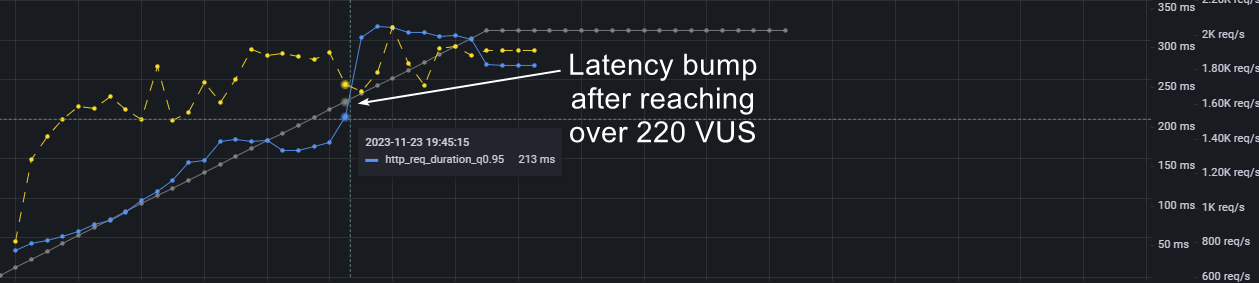 350 ms
2.20K req/s
300 ms
2K req/s
250 ms
1.80K req/s
200 ms
1.60K req/s
150 ms
1.40K req/s
100 ms
1.20K req/s
50 ms
1K req/s
800 req/s
600 req/s
Latency bump
after reaching
over 220 VUS
2023-11-23 19:45:15
http_req_duration_q0.95 213 ms